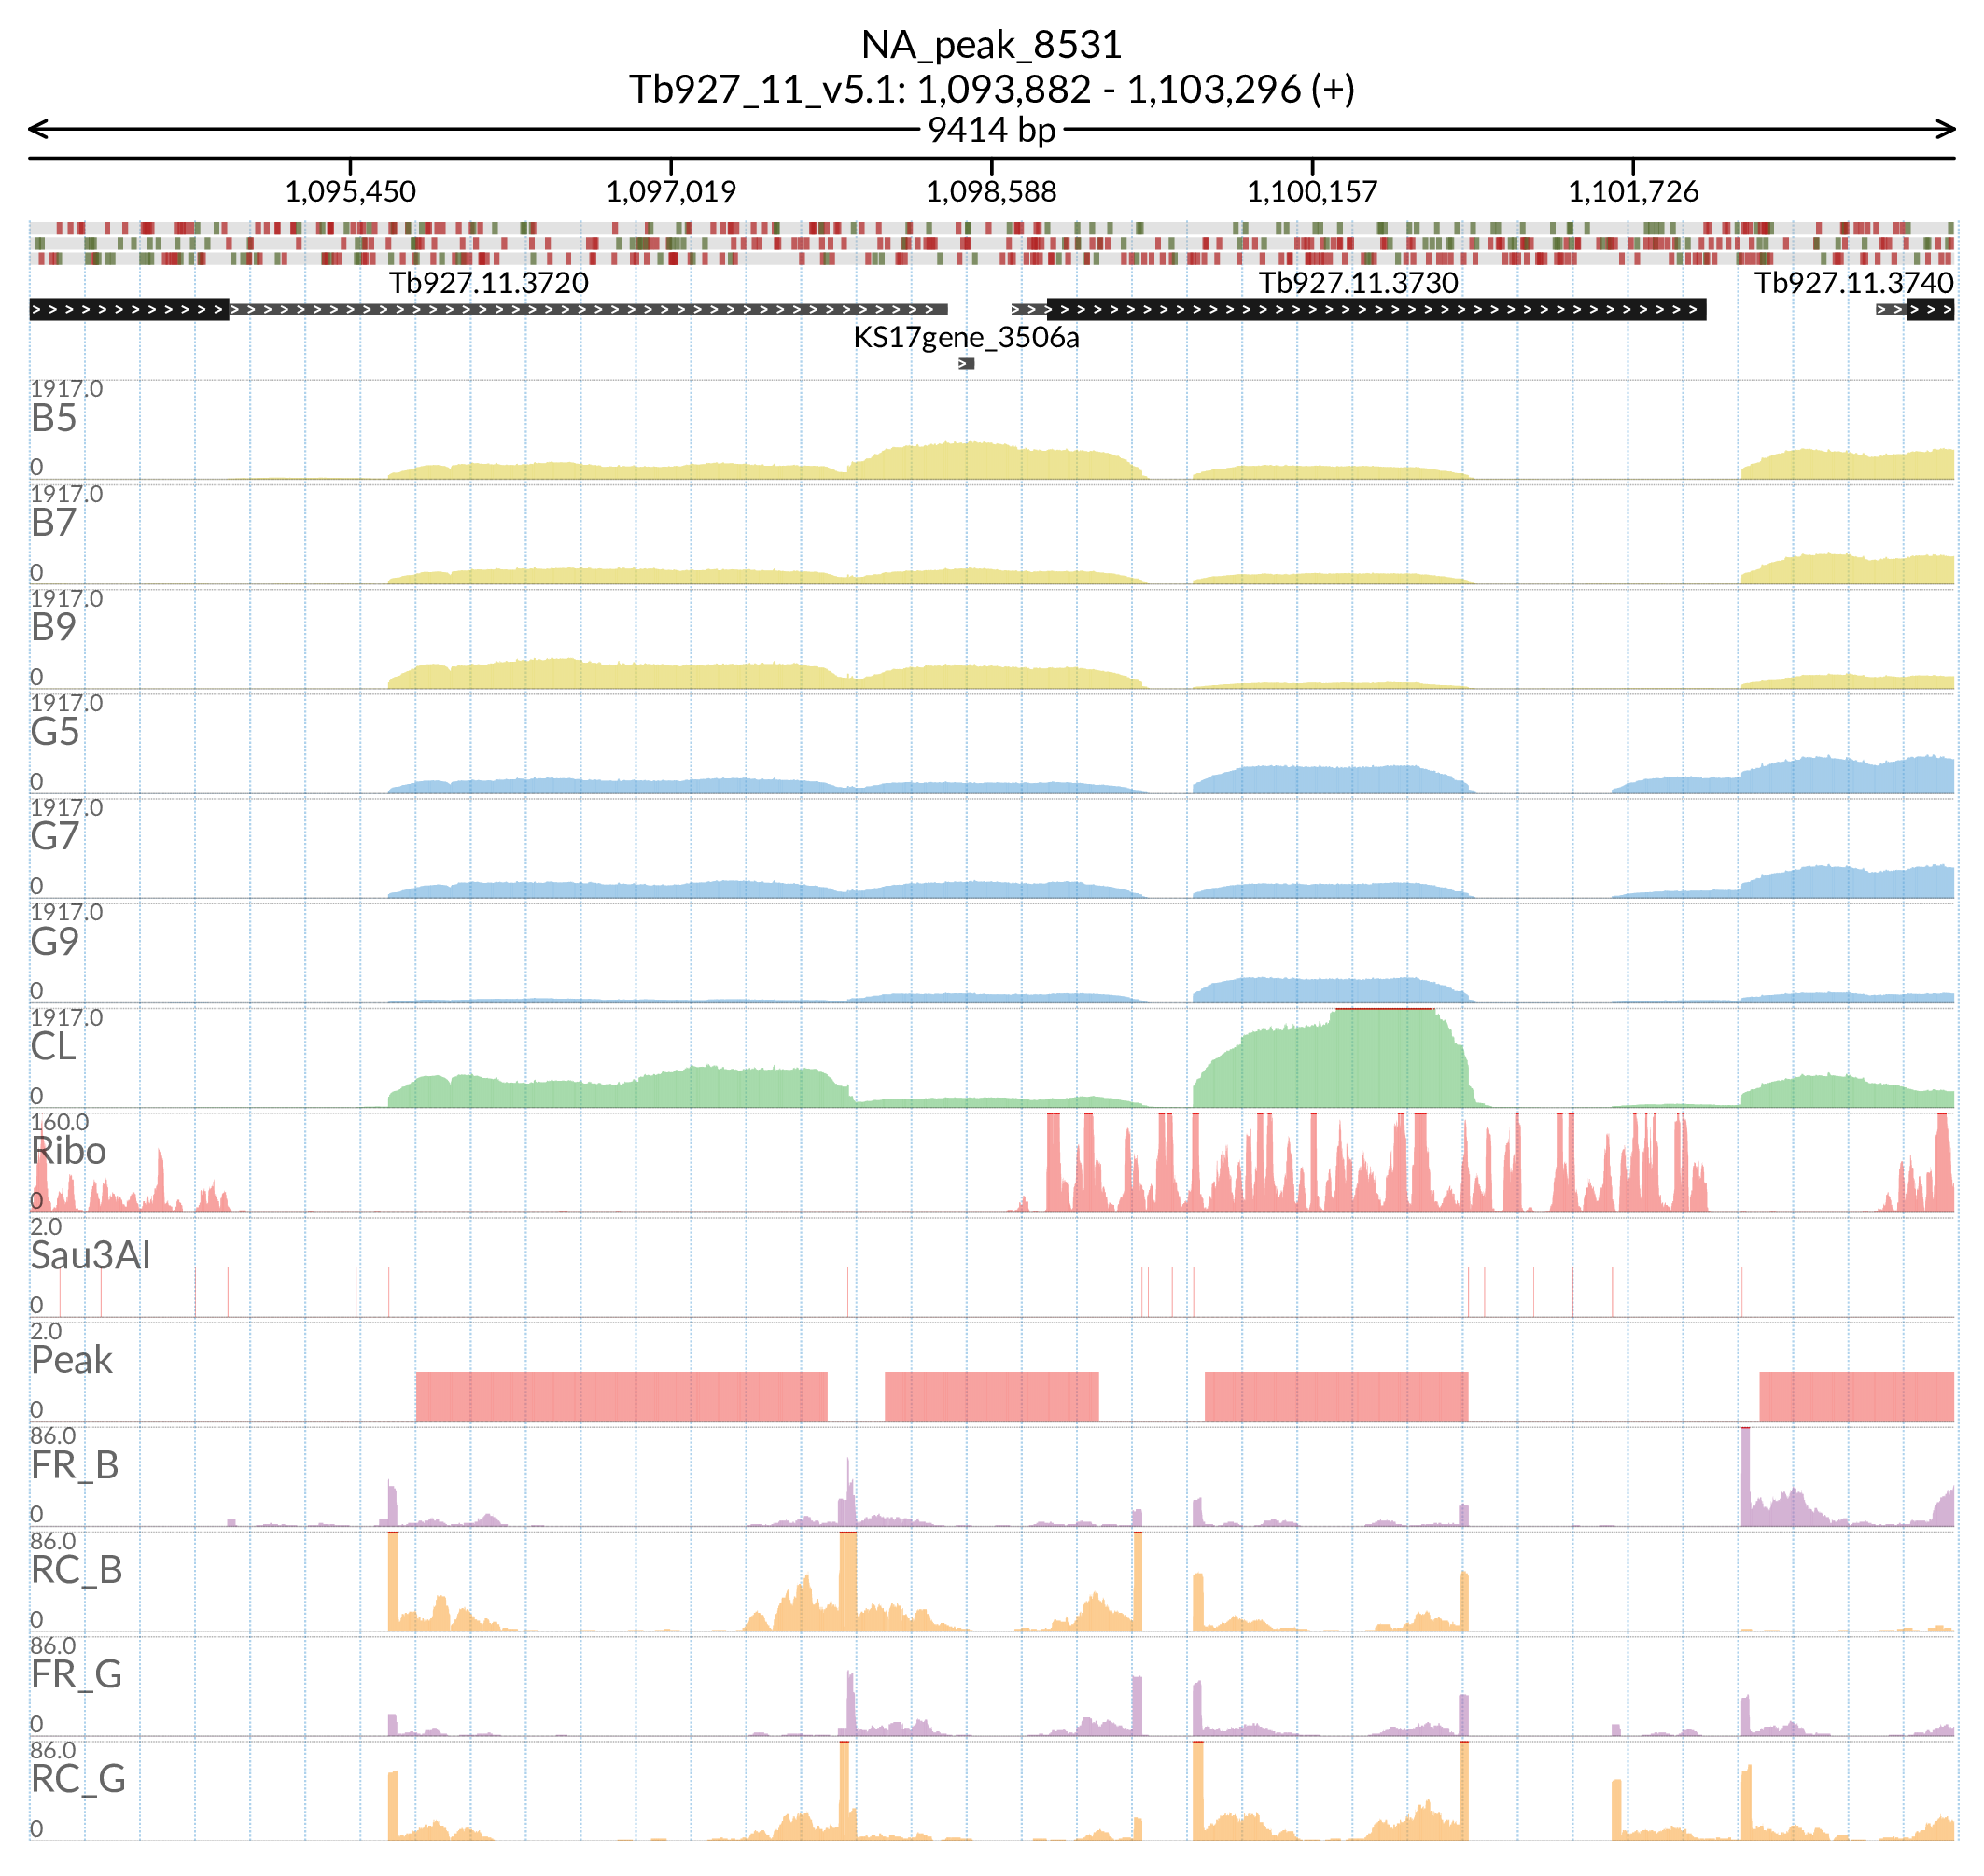 NA_peak_8531
Tb927_11_v5.1: 1,093,882 - 1,103,296 (+)
9414 bp
1,095,450 1,097,019 1,098,588 1,100,157 1,101,726
Tb927.11.3720 Tb927.11.3730 Tb927.11.3740
KS17gene_3506a
1917.0
B5
0
1917.0
B7
0
1917.0
B9
0
1917.0
G5
0
1917.0
G7
0
1917.0
G9
0
1917.0
CL
0
160.0
Ribo
0
2.0
Sau3AI
0
2.0
Peak
0
86.0
FR_B
0
86.0
RC_B
0
86.0
FR_G
0
86.0
RC_G
0